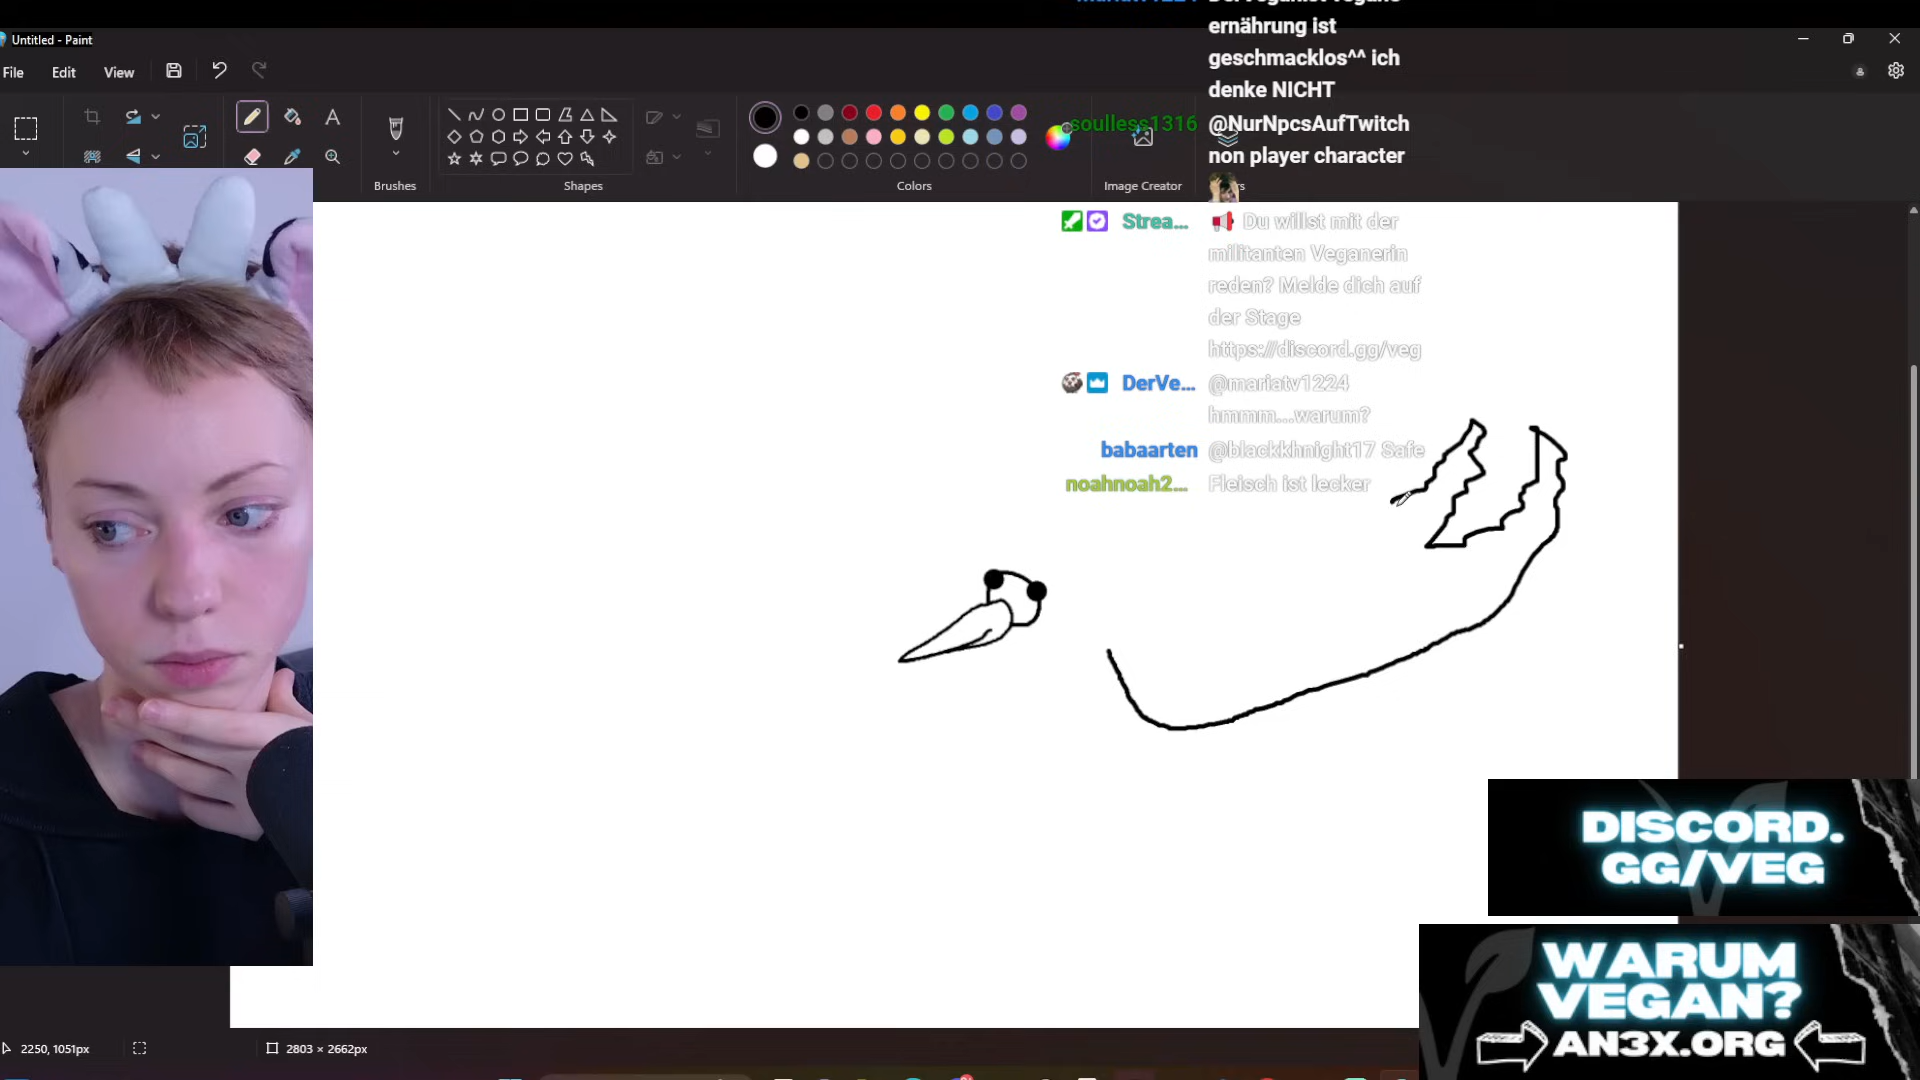 Untitled - Paint
ernährung ist
geschmacklos^^ ich
denke NICHT
File Edit View
soulless1316 @NurNpcsAufTwitch
non player character
Brushes Shapes Colors Image Creator
Strea... Du willst mit der
militanten Veganerin
reden? Melde dich auf
der Stage
https://discord.gg/veg
DerVe... @mariatv1224
hmmm...warum?
babaarten @blackkhnight17 Safe
noahnoah2... Fleisch ist lecker
DISCORD.
GG/VEG
WARUM
VEGAN?
AN3X.ORG
2250, 1051px 2803 × 2662px